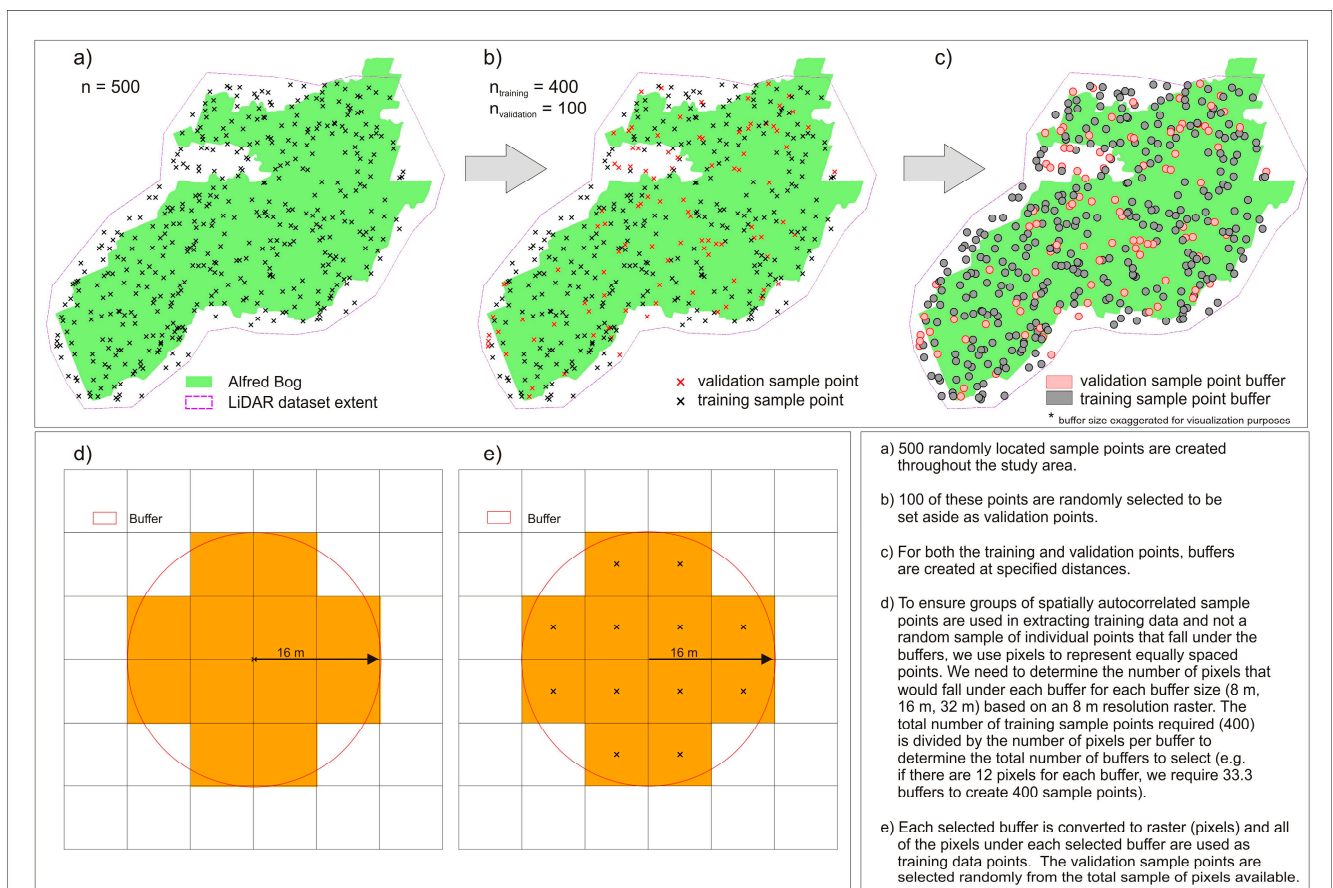 a)
n = 500
b)
n training = 400
n validation = 100
c)
Alfred Bog
LiDAR dataset extent
validation sample point
training sample point
validation sample point buffer
training sample point buffer
* buffer size exaggerated for visualization purposes
d)
Buffer
16 m
e)
Buffer
16 m
a) 500 randomly located sample points are created
throughout the study area.
b) 100 of these points are randomly selected to be
set aside as validation points.
c) For both the training and validation points, buffers
are created at specified distances.
d) To ensure groups of spatially autocorrelated sample
points are used in extracting training data and not a
random sample of individual points that fall under the
buffers, we use pixels to represent equally spaced
points. We need to determine the number of pixels that
would fall under each buffer for each buffer size (8 m,
16 m, 32 m) based on an 8 m resolution raster. The
total number of training sample points required (400)
is divided by the number of pixels per buffer to
determine the total number of buffers to select (e.g.
if there are 12 pixels for each buffer, we require 33.3
buffers to create 400 sample points).
e) Each selected buffer is converted to raster (pixels) and all
of the pixels under each selected buffer are used as
training data points. The validation sample points are
selected randomly from the total sample of pixels available.